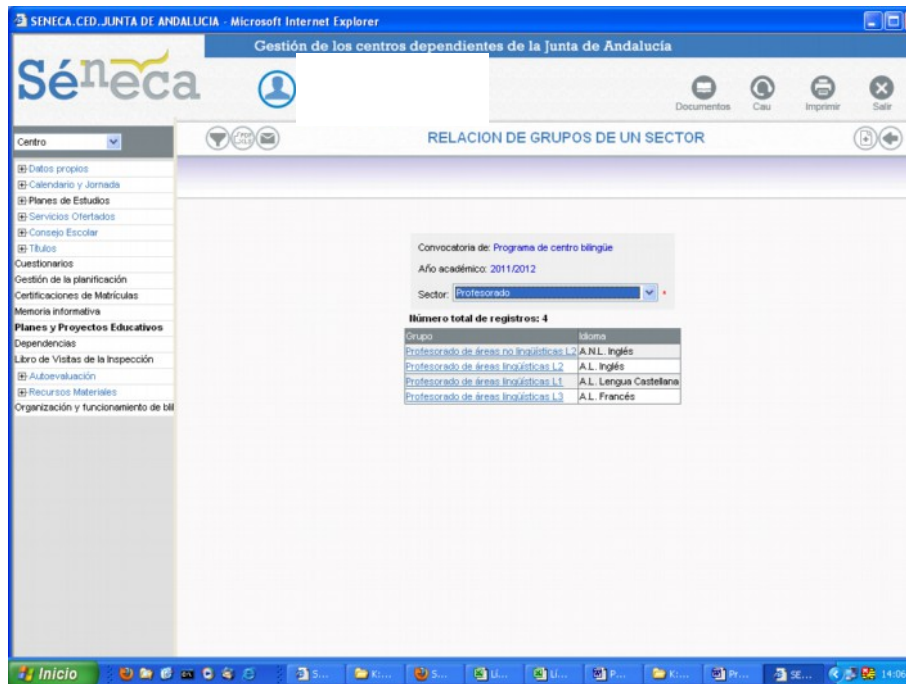 SENECA.CED.JUNTA DE ANDALUCIA - Microsoft Internet Explorer
Gestión de los centros dependientes de la Junta de Andalucía
Séneca
Documentos Cau Imprimir Salir
Centro
RELACION DE GRUPOS DE UN SECTOR
Datos propios
Calendario y Jornada
Planes de Estudios
Servicios Ofertados
Consejo Escolar
Títulos
Cuestionarios
Gestión de la planificación
Certificaciones de Matrículas
Memoria informativa
Planes y Proyectos Educativos
Dependencias
Libro de Visitas de la Inspección
Autoevaluación
Recursos Materiales
Organización y funcionamiento de bil
Convocatoria de: Programa de centro bilingüe
Año académico: 2011/2012
Sector: Profesorado *
Número total de registros: 4
Grupo Idioma
Profesorado de áreas no lingüísticas L2 A.N.L. Inglés
Profesorado de áreas lingüísticas L2 A.L. Inglés
Profesorado de áreas lingüísticas L1 A.L. Lengua Castellana
Profesorado de áreas lingüísticas L3 A.L. Francés
Inicio S... K:... S... Li... Li... P... K:... Pr... SE... 14:06